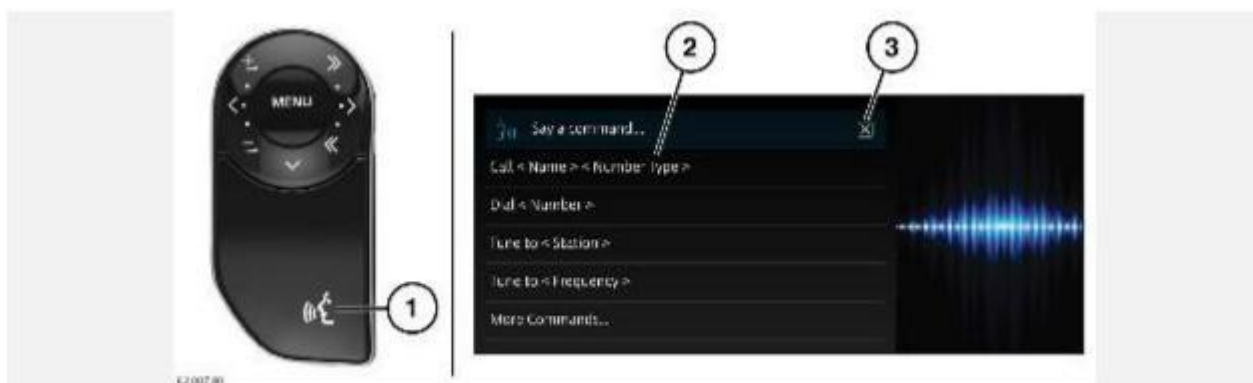 MENU
1
2
3
Say a command...
Call < Name > < Number Type >
Dial < Number >
Tune to < Station >
Tune to < Frequency >
More Commands...